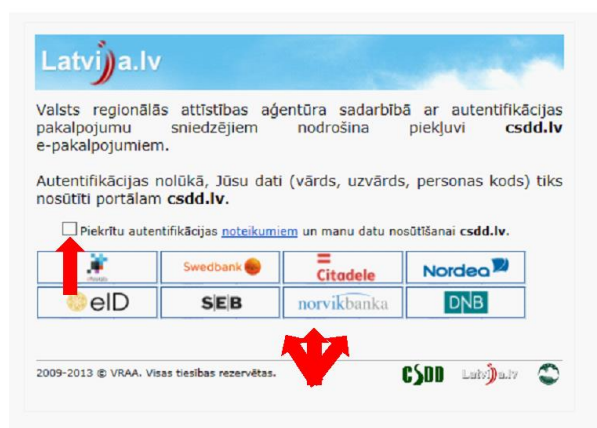 Latvija.lv
Valsts reģionālās attīstības aģentūra sadarbībā ar autentifikācijas
pakalpojumu sniedzējiem nodrošina piekļuvi csdd.lv
e-pakalpojumiem.
Autentifikācijas nolūkā, Jūsu dati (vārds, uzvārds, personas kods) tiks
nosūtīti portālam csdd.lv.
Piekrītu autentifikācijas noteikumiem un manu datu nosūtīšanai csdd.lv.
Swedbank Citadele Nordea
eID SEB norvikbanka DNB
2009-2013 © VRAA. Visas tiesības rezervētas. CSDD Latvija.lv